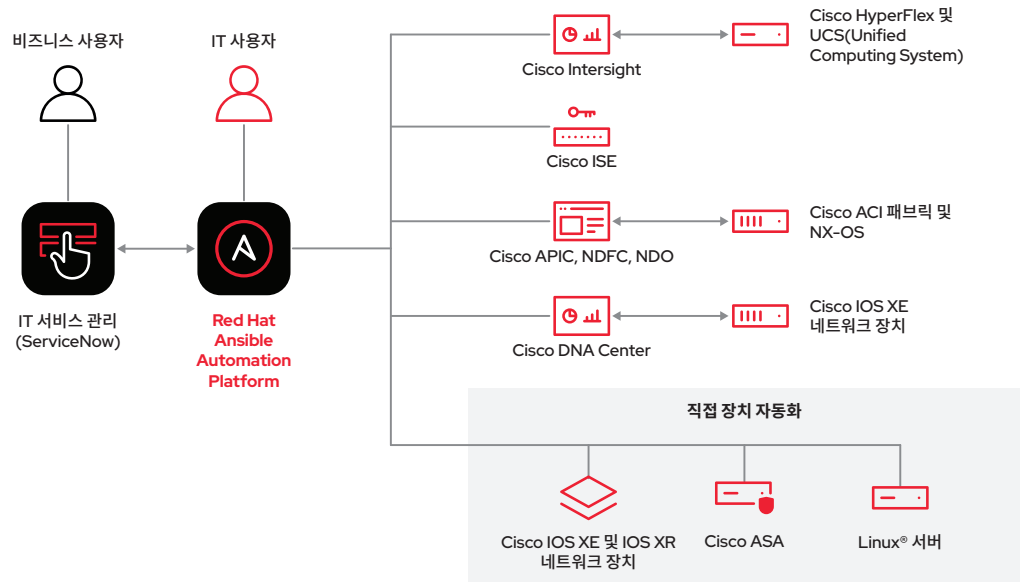 비즈니스 사용자
IT 사용자
Cisco HyperFlex 및
UCS(Unified
Computing System)
Cisco Intersight
Cisco ISE
Cisco ACI 패브릭 및
NX-OS
Cisco APIC, NDFC, NDO
IT 서비스 관리
(ServiceNow)
Red Hat
Ansible
Automation
Platform
Cisco IOS XE
네트워크 장치
Cisco DNA Center
직접 장치 자동화
Cisco IOS XE 및 IOS XR
네트워크 장치
Cisco ASA
Linux® 서버